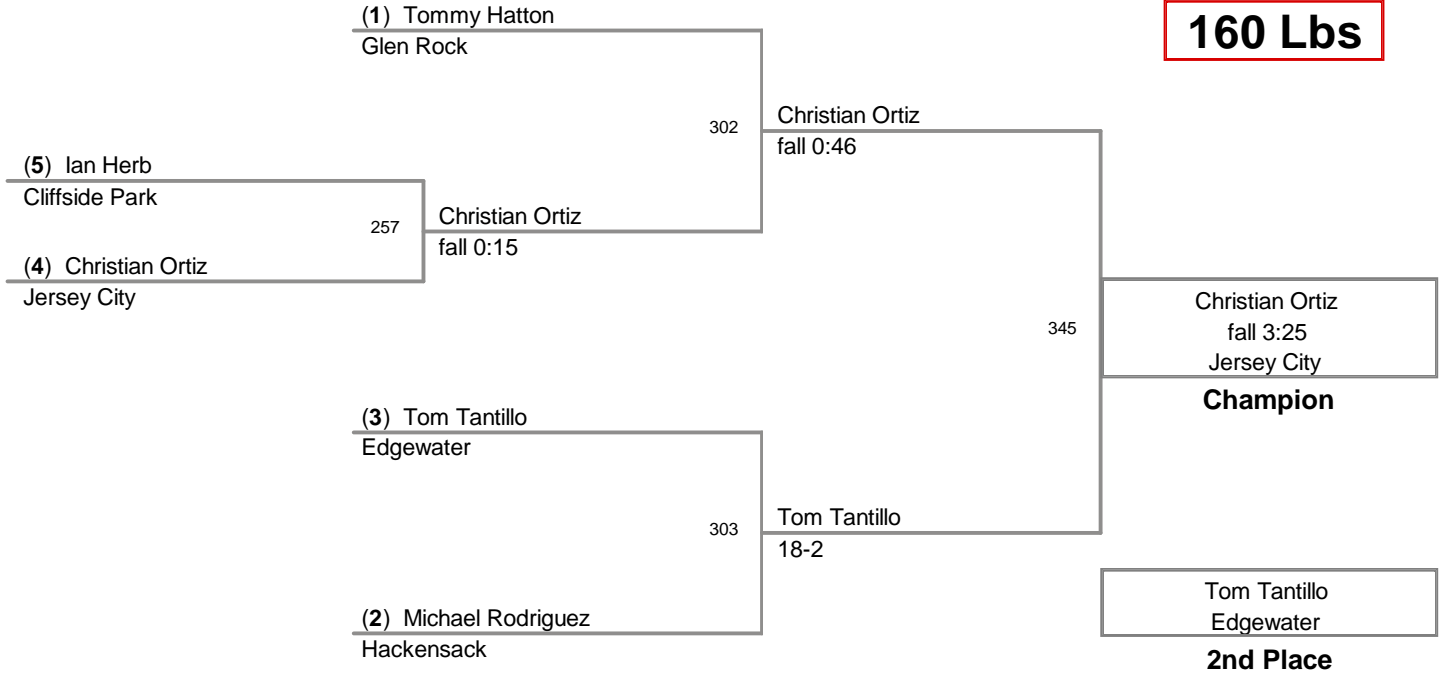 (1) Tommy Hatton
Glen Rock
160 Lbs
302
Christian Ortiz
fall 0:46
(5) Ian Herb
Cliffside Park
257
Christian Ortiz
fall 0:15
(4) Christian Ortiz
Jersey City
345
Christian Ortiz
fall 3:25
Jersey City
Champion
(3) Tom Tantillo
Edgewater
303
Tom Tantillo
18-2
(2) Michael Rodriguez
Hackensack
Tom Tantillo
Edgewater
2nd Place